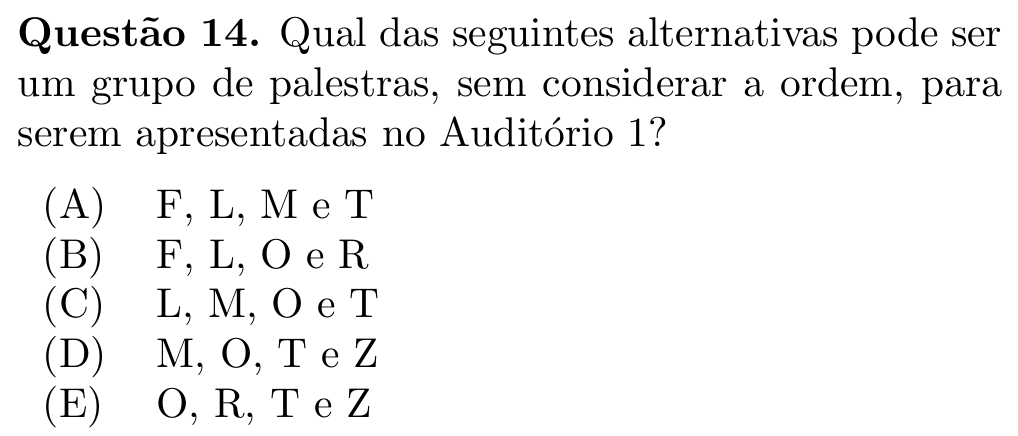 Questão 14. Qual das seguintes alternativas pode ser
um grupo de palestras, sem considerar a ordem, para
serem apresentadas no Auditório 1?
(A) F, L, M e T
(B) F, L, O e R
(C) L, M, O e T
(D) M, O, T e Z
(E) O, R, T e Z